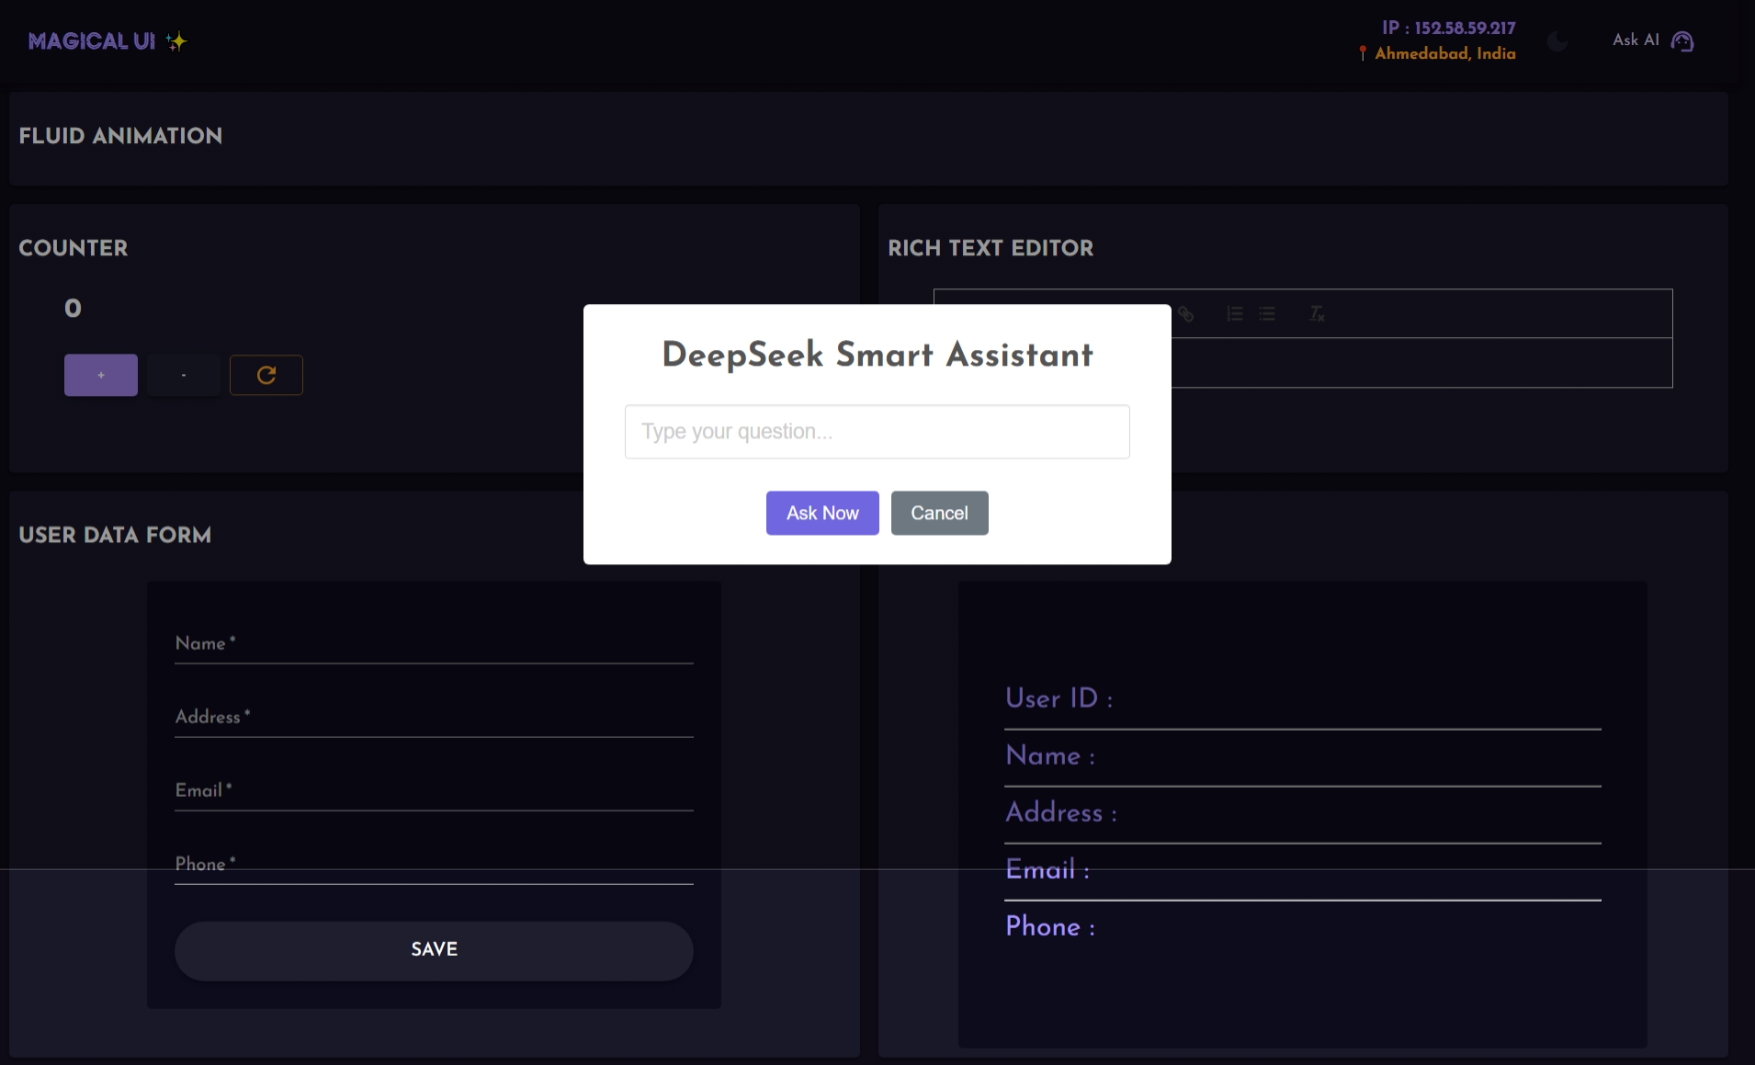 MAGICAL UI
IP : 152.58.59.217
Ahmedabad, India
Ask AI
FLUID ANIMATION
COUNTER
0
+ -
RICH TEXT EDITOR
DeepSeek Smart Assistant
Type your question...
Ask Now Cancel
USER DATA FORM
Name *
Address *
Email *
Phone *
SAVE
User ID :
Name :
Address :
Email :
Phone :